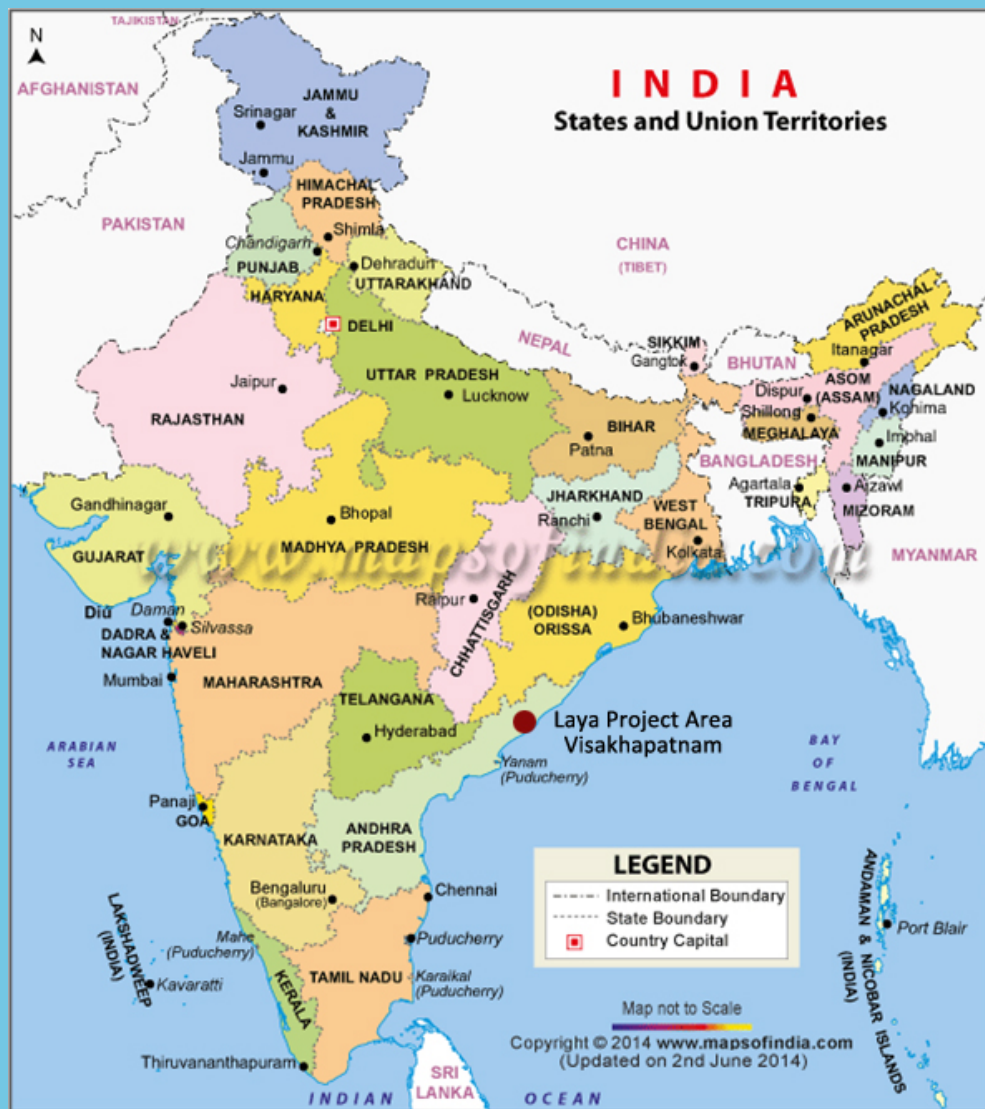 TAJIKISTAN
N
AFGHANISTAN
INDIA
States and Union Territories
JAMMU
&
KASHMIR
Srinagar
Jammu
HIMACHAL
PRADESH
PAKISTAN
Shimla
Chandigarh
PUNJAB
CHINA
(TIBET)
Dehradun
UTTARAKHAND
HARYANA
DELHI
NEPAL
SIKKIM
Gangtok
BHUTAN
ARUNACHAL
PRADESH
Itanagar
Jaipur
UTTAR PRADESH
Lucknow
RAJASTHAN
BIHAR
Patna
Dispur
ASOM
(ASSAM)
NAGALAND
Kohima
Shillong
MEGHALAYA
Imphal
MANIPUR
BANGLADESH
Agartala
TRIPURA
Aizawl
MIZORAM
Gandhinagar
Bhopal
JHARKHAND
Ranchi
WEST
BENGAL
Kolkata
GUJARAT
MADHYA PRADESH
www.mapsofindia.com
MYANMAR
Raipur
CHHATTISGARH
(ODISHA)
ORISSA
Bhubaneshwar
Diu
Daman
Silvassa
DADRA &
NAGAR HAVELI
Mumbai
MAHARASHTRA
TELANGANA
Hyderabad
Laya Project Area
Visakhapatnam
ARABIAN
SEA
BAY
OF
BENGAL
Yanam
(Puducherry)
Panaji
GOA
KARNATAKA
ANDHRA
PRADESH
Bengaluru
(Bangalore)
Chennai
LEGEND
International Boundary
State Boundary
Country Capital
LAKSHADWEEP
(INDIA)
Kavaratti
Mahe
(Puducherry)
Puducherry
KERALA
TAMIL NADU
Karaikal
(Puducherry)
ANDAMAN & NICOBAR ISLANDS
(INDIA)
Port Blair
Map not to Scale
Copyright © 2014 www.mapsofindia.com
(Updated on 2nd June 2014)
Thiruvananthapuram
SRI
LANKA
INDIAN OCEAN